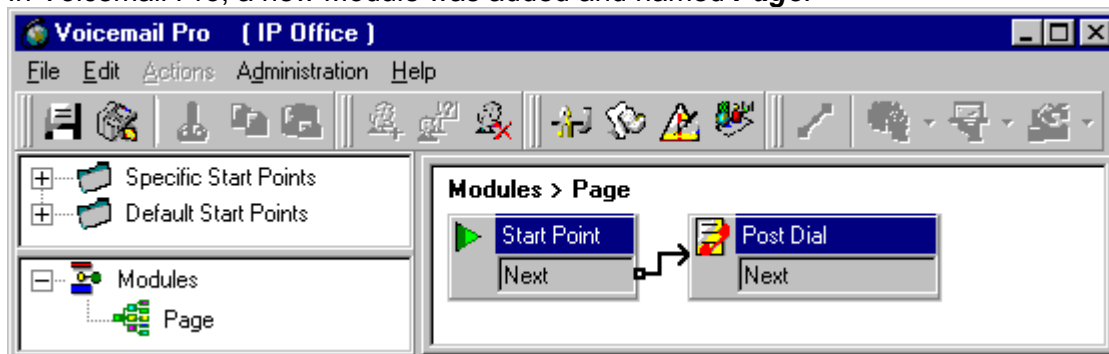 In Voicemail Pro, a new module was added and named Page.
Voicemail Pro ( IP Office )
File Edit Actions Administration Help
Specific Start Points
Default Start Points
Modules
Page
Modules > Page
Start Point
Next
Post Dial
Next